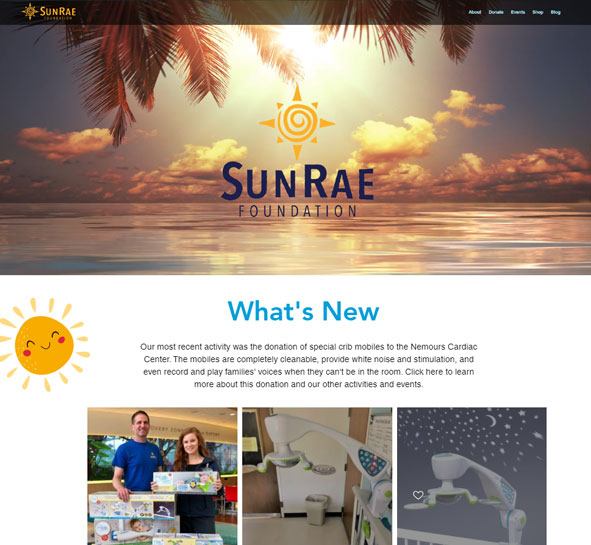 SUNRAE
FOUNDATION
About Donate Events Shop Blog
SUNRAE
FOUNDATION
What's New
Our most recent activity was the donation of special crib mobiles to the Nemours Cardiac
Center. The mobiles are completely cleanable, provide white noise and stimulation, and
even record and play families' voices when they can't be in the room. Click here to learn
more about this donation and our other activities and events.